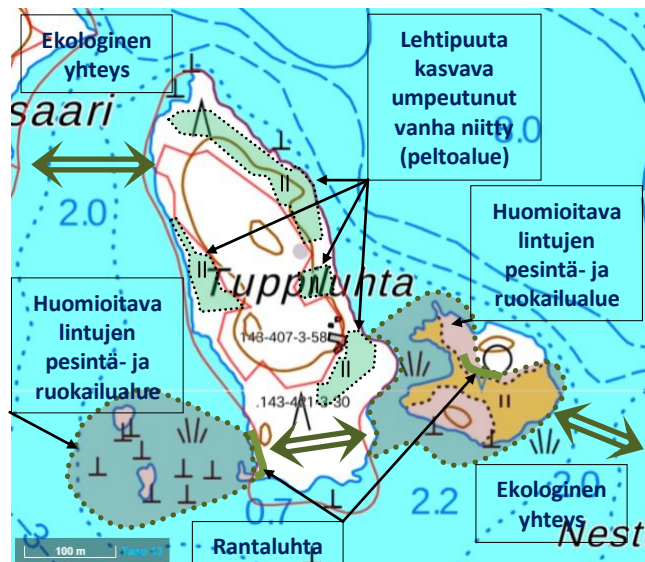 Ekologinen
yhteys
Lehtipuuta
kasvava
umpeutunut
vanha niitty
(peltoalue)
saari
8.0
2.0
Huomioitava
lintujen
pesintä- ja
ruokailualue
Tuppiluhta
Huomioitava
lintujen
pesintä- ja
ruokailualue
143-407-3-58
.143-421-3-30
Ekologinen
yhteys
0.7
2.2
2.0
Rantaluhta
Nest
100 m